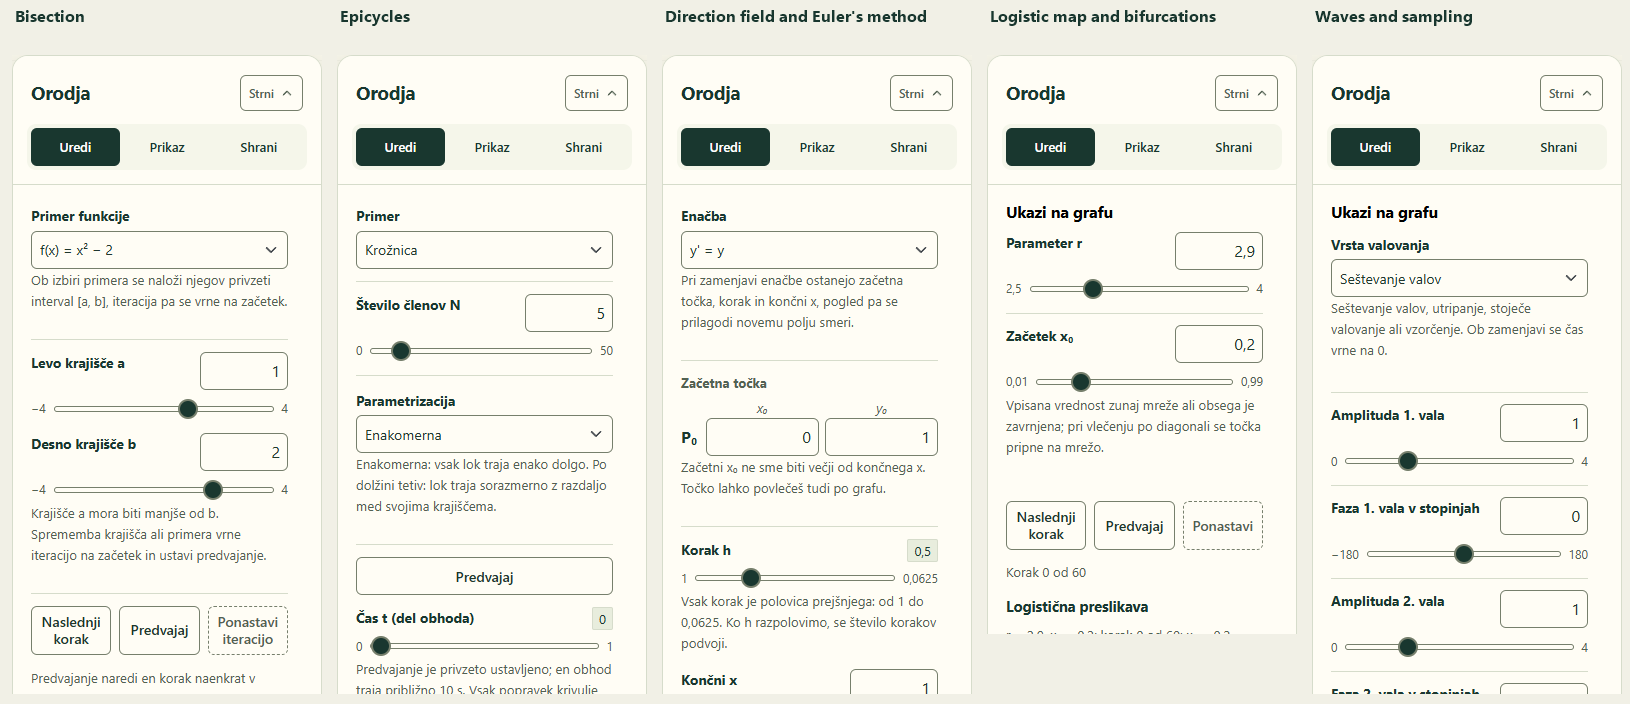 Bisection
Orodja
Strni
Uredi
Prikaz
Shrani
Primer funkcije
f(x) = x² − 2
Ob izbiri primera se naloži njegov privzeti
interval [a, b], iteracija pa se vrne na začetek.
Levo krajišče a
1
−4
4
Desno krajišče b
2
−4
4
Krajišče a mora biti manjše od b.
Sprememba krajišča ali primera vrne
iteracijo na začetek in ustavi predvajanje.
Naslednji
korak
Predvajaj
Ponastavi
iteracijo
Predvajanje naredi en korak naenkrat v
Epicycles
Orodja
Strni
Uredi
Prikaz
Shrani
Primer
Krožnica
Število členov N
5
0
50
Parametrizacija
Enakomerna
Enakomerna: vsak lok traja enako dolgo. Po
dolžini tetiv: lok traja sorazmerno z razdaljo
med svojima krajiščema.
Predvajaj
Čas t (del obhoda)
0
0
1
Predvajanje je privzeto ustavljeno; en obhod
traja približno 10 s. Vsak popravek krivulje
Direction field and Euler's method
Orodja
Strni
Uredi
Prikaz
Shrani
Enačba
y' = y
Pri zamenjavi enačbe ostanejo začetna
točka, korak in končni x, pogled pa se
prilagodi novemu polju smeri.
Začetna točka
x₀
y₀
P₀
0
1
Začetni x₀ ne sme biti večji od končnega x.
Točko lahko povlečeš tudi po grafu.
Korak h
0,5
1
0,0625
Vsak korak je polovica prejšnjega: od 1 do
0,0625. Ko h razpolovimo, se število korakov
podvoji.
Končni x
1
Logistic map and bifurcations
Orodja
Strni
Uredi
Prikaz
Shrani
Ukazi na grafu
Parameter r
2,9
2,5
4
Začetek x₀
0,2
0,01
0,99
Vpisana vrednost zunaj mreže ali obsega je
zavrnjena; pri vlečenju po diagonali se točka
pripne na mrežo.
Naslednji
korak
Predvajaj
Ponastavi
Korak 0 od 60
Logistična preslikava
Waves and sampling
Orodja
Strni
Uredi
Prikaz
Shrani
Ukazi na grafu
Vrsta valovanja
Seštevanje valov
Seštevanje valov, utripanje, stoječe
valovanje ali vzorčenje. Ob zamenjavi se čas
vrne na 0.
Amplituda 1. vala
1
0
4
Faza 1. vala v stopinjah
0
−180
180
Amplituda 2. vala
1
0
4
Faza 2. vala v stopinjah